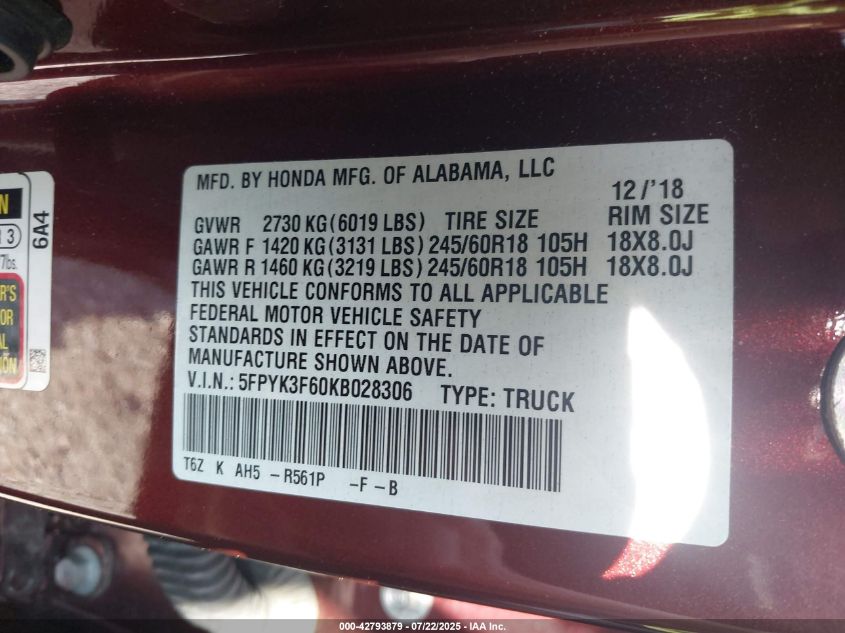 MFD. BY HONDA MFG. OF ALABAMA, LLC
12/'18
GVWR 2730 KG(6019 LBS) TIRE SIZE RIM SIZE
GAWR F 1420 KG(3131 LBS) 245/60R18 105H 18X8.0J
GAWR R 1460 KG(3219 LBS) 245/60R18 105H 18X8.0J
THIS VEHICLE CONFORMS TO ALL APPLICABLE
FEDERAL MOTOR VEHICLE SAFETY
STANDARDS IN EFFECT ON THE DATE OF
MANUFACTURE SHOWN ABOVE.
V.I.N.: 5FPYK3F60KB028306 TYPE: TRUCK
T6Z K AH5 -R561P -F-B
6A4
000-42793879 / 07/22/2025 - IAA Inc.